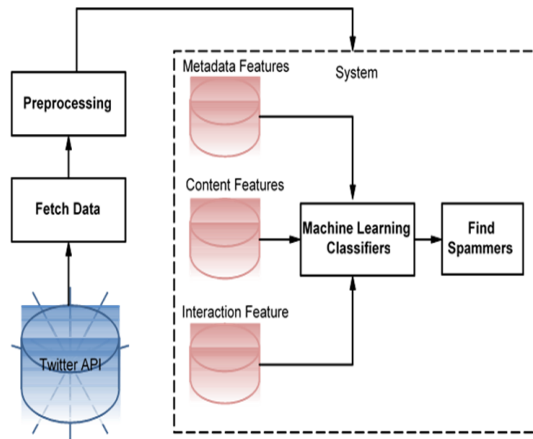 Metadata Features
System
Preprocessing
Content Features
Fetch Data
Machine Learning
Classifiers
Find
Spammers
Interaction Feature
Twitter API